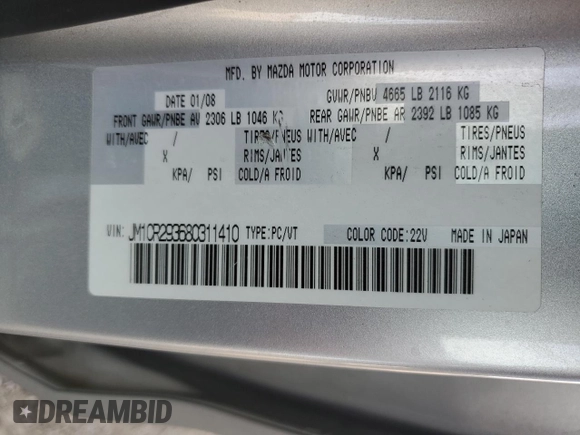 MFD. BY MAZDA MOTOR CORPORATION
DATE 01/08 GVWR/PNBV 4665 LB 2116 KG
FRONT GAWR/PNBE AV 2306 LB 1046 KG REAR GAWR/PNBE AR 2392 LB 1085 KG
WITH/AVEC / TIRES/PNEUS WITH/AVEC / TIRES/PNEUS
X RIMS/JANTES X RIMS/JANTES
KPA/ PSI COLD/A FROID KPA/ PSI COLD/A FROID
VIN: JM1CR293680311410 TYPE:PC/VT COLOR CODE:22V MADE IN JAPAN
DREAMBID